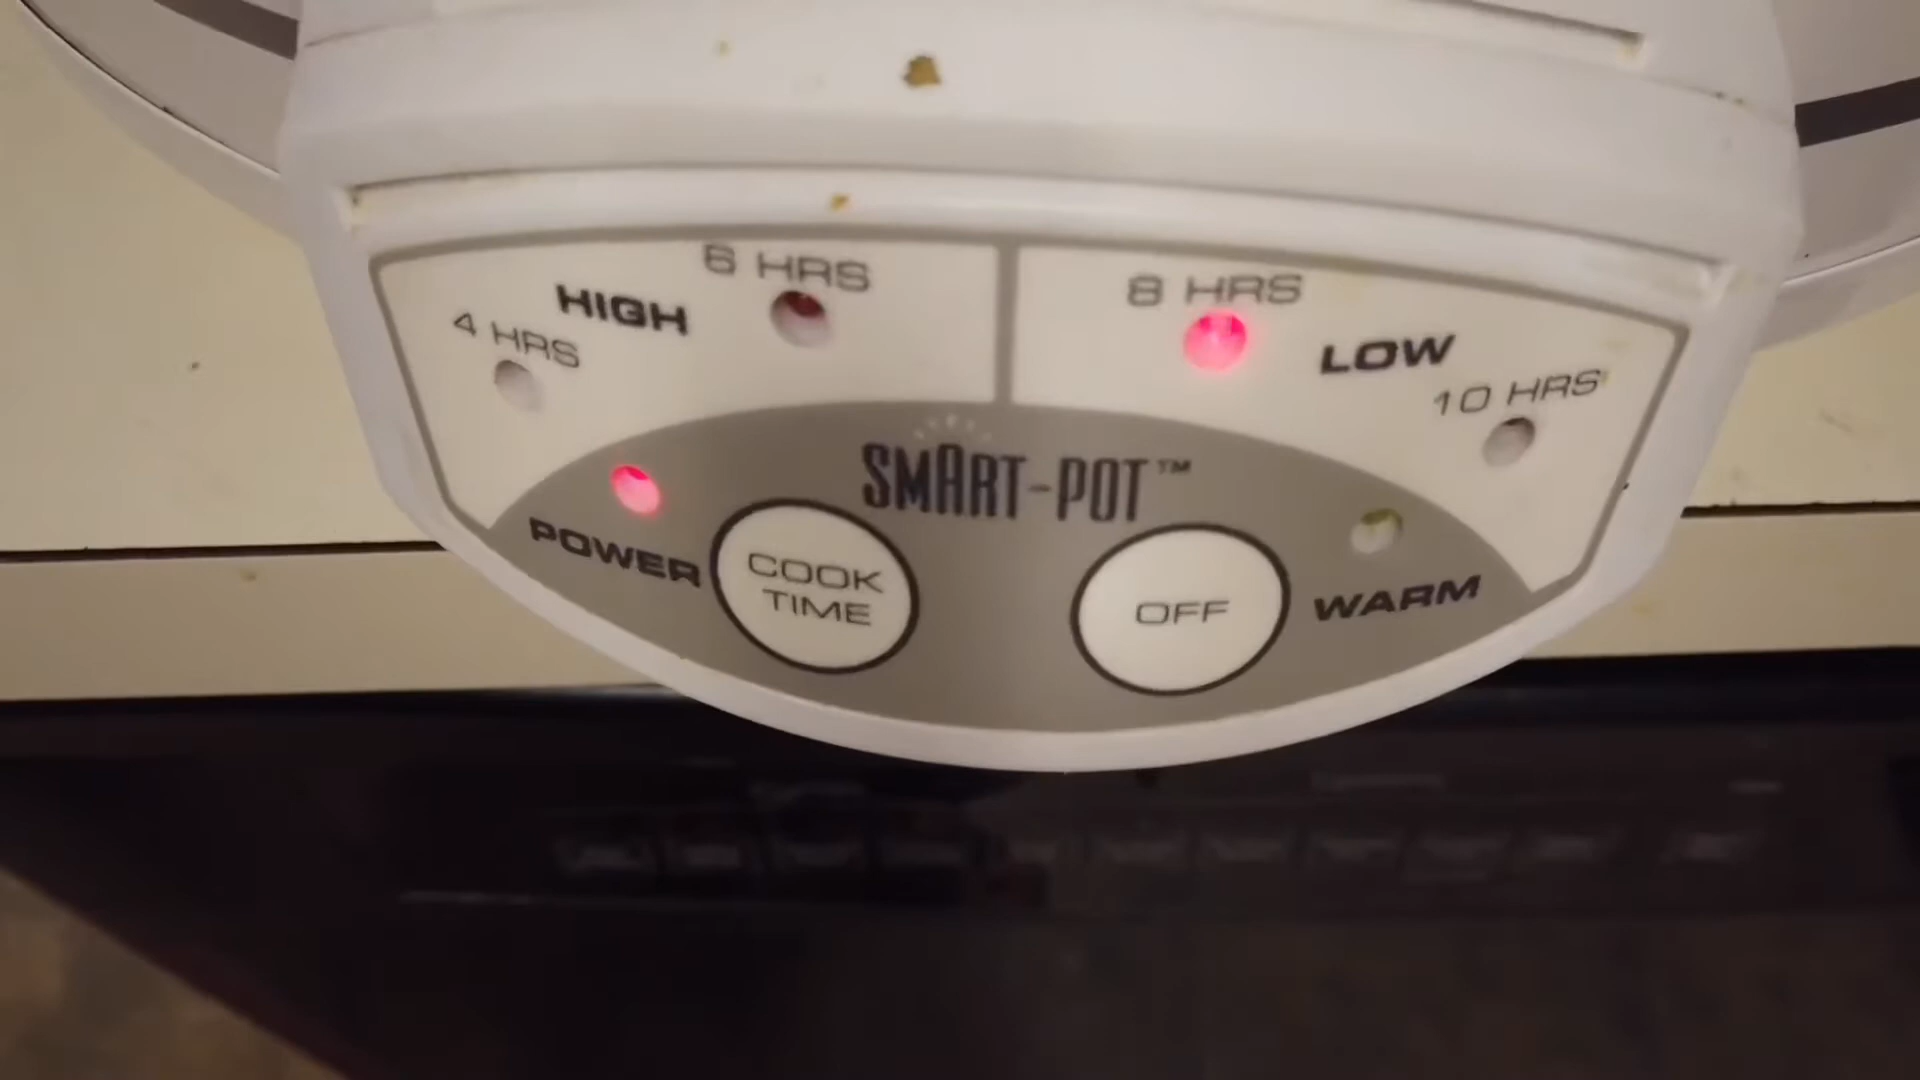 6 HRS
HIGH
4 HRS
8 HRS
LOW
10 HRS
SMART-POT™
POWER
COOK
TIME
OFF
WARM